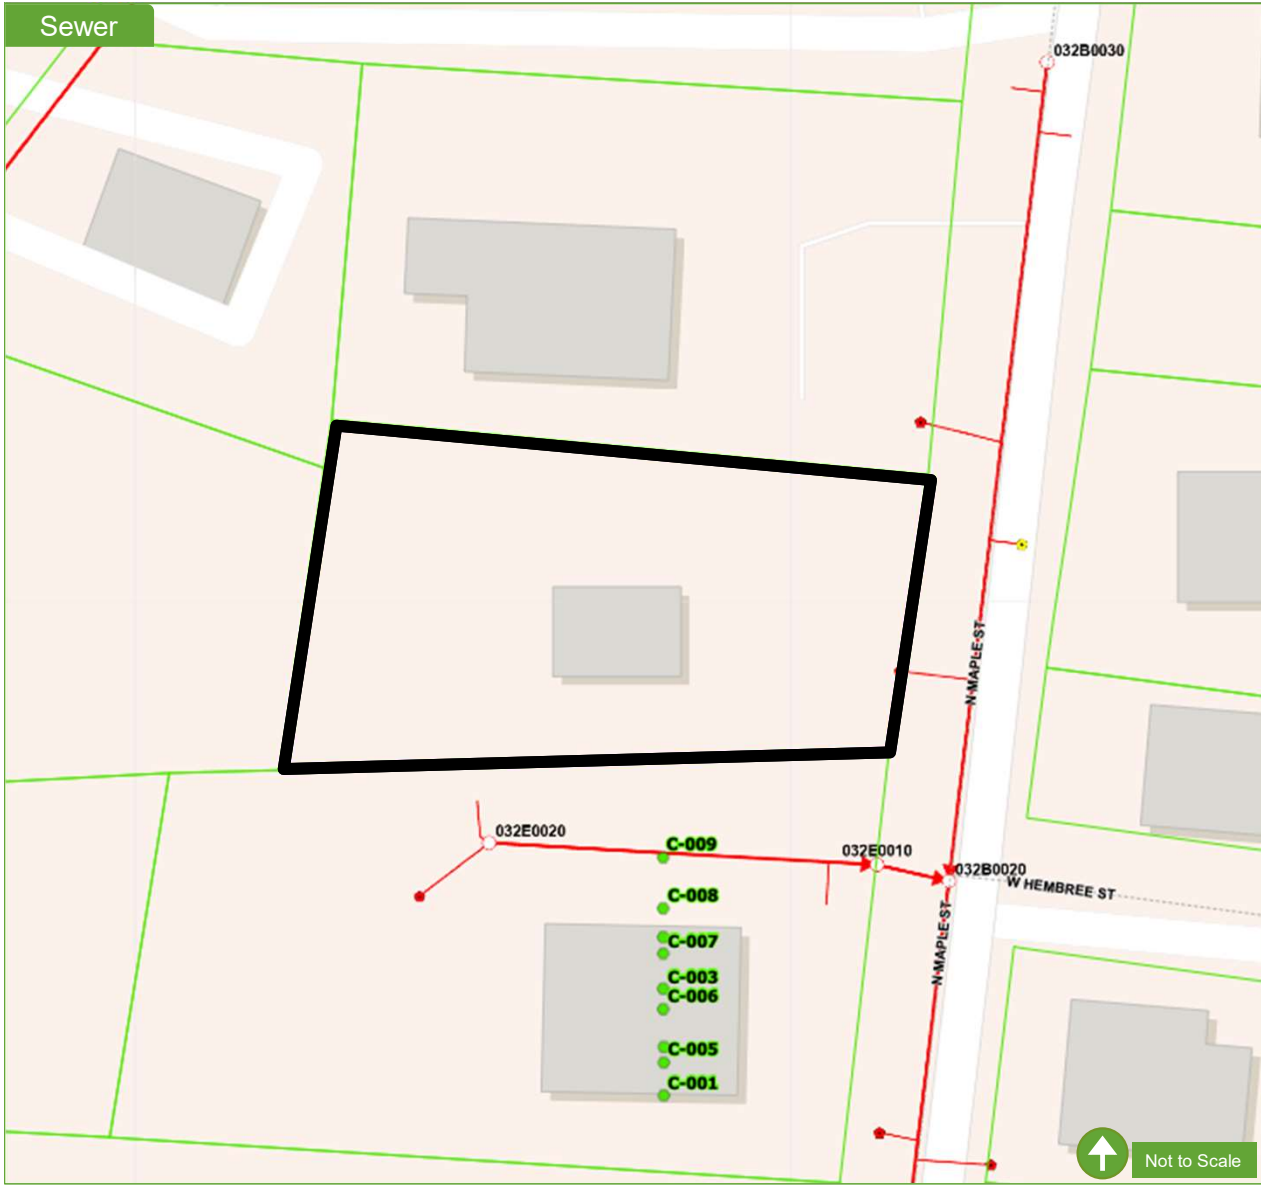 Sewer
032B0030
N MAPLE ST
032E0020
C-009
032E0010
032B0020
W HEMBREE ST
C-008
N MAPLE ST
C-007
C-003
C-006
C-005
C-001
Not to Scale